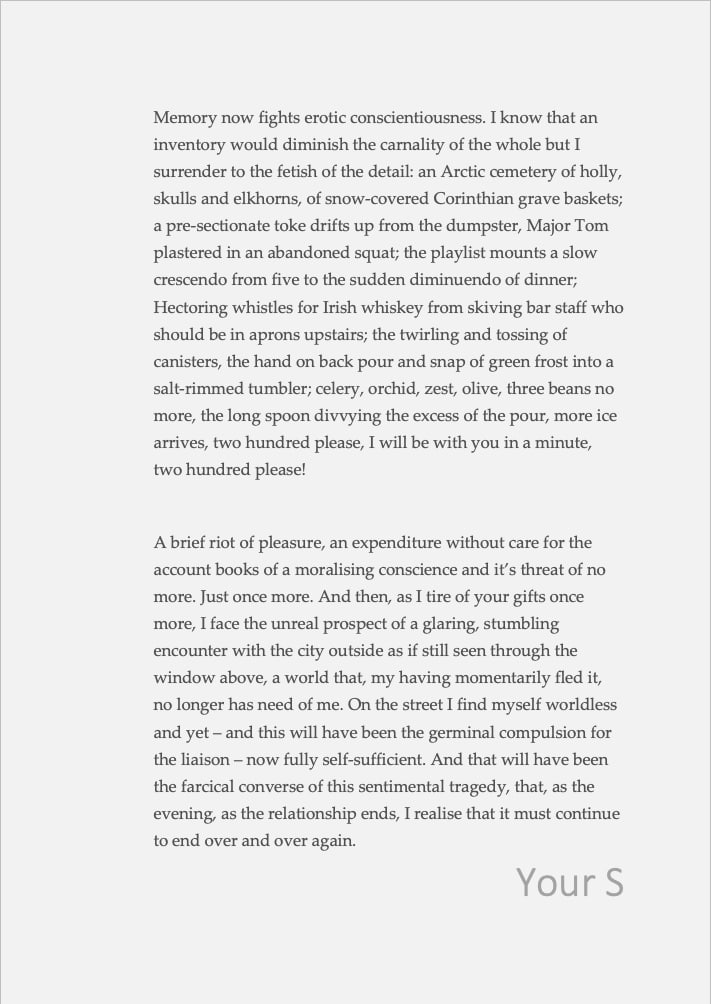 Memory now fights erotic conscientiousness. I know that an
inventory would diminish the carnality of the whole but I
surrender to the fetish of the detail: an Arctic cemetery of holly,
skulls and elkhorns, of snow-covered Corinthian grave baskets;
a pre-sectionate toke drifts up from the dumpster, Major Tom
plastered in an abandoned squat; the playlist mounts a slow
crescendo from five to the sudden diminuendo of dinner;
Hectoring whistles for Irish whiskey from skiving bar staff who
should be in aprons upstairs; the twirling and tossing of
canisters, the hand on back pour and snap of green frost into a
salt-rimmed tumbler; celery, orchid, zest, olive, three beans no
more, the long spoon divvying the excess of the pour, more ice
arrives, two hundred please, I will be with you in a minute,
two hundred please!
A brief riot of pleasure, an expenditure without care for the
account books of a moralising conscience and it’s threat of no
more. Just once more. And then, as I tire of your gifts once
more, I face the unreal prospect of a glaring, stumbling
encounter with the city outside as if still seen through the
window above, a world that, my having momentarily fled it,
no longer has need of me. On the street I find myself worldless
and yet – and this will have been the germinal compulsion for
the liaison – now fully self-sufficient. And that will have been
the farcical converse of this sentimental tragedy, that, as the
evening, as the relationship ends, I realise that it must continue
to end over and over again.
Your S